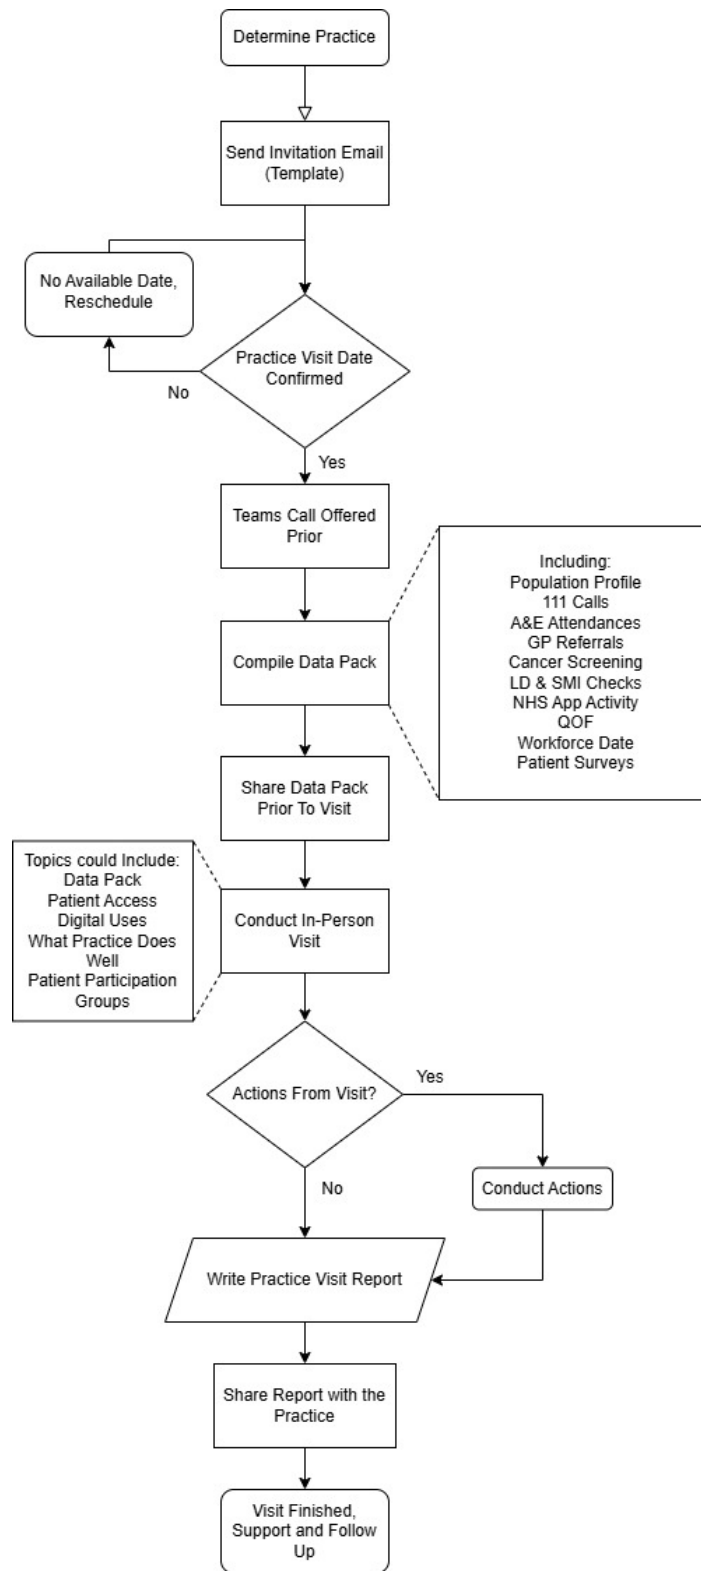 Determine Practice
Send Invitation Email
(Template)
No Available Date,
Reschedule
Practice Visit Date
Confirmed
No
Yes
Teams Call Offered
Prior
Including:
Population Profile
111 Calls
A&E Attendances
GP Referrals
Cancer Screening
LD & SMI Checks
NHS App Activity
QOF
Workforce Date
Patient Surveys
Compile Data Pack
Share Data Pack
Prior To Visit
Topics could Include:
Data Pack
Patient Access
Digital Uses
What Practice Does
Well
Patient Participation
Groups
Conduct In-Person
Visit
Actions From Visit?
Yes
No
Conduct Actions
Write Practice Visit Report
Share Report with the
Practice
Visit Finished,
Support and Follow
Up